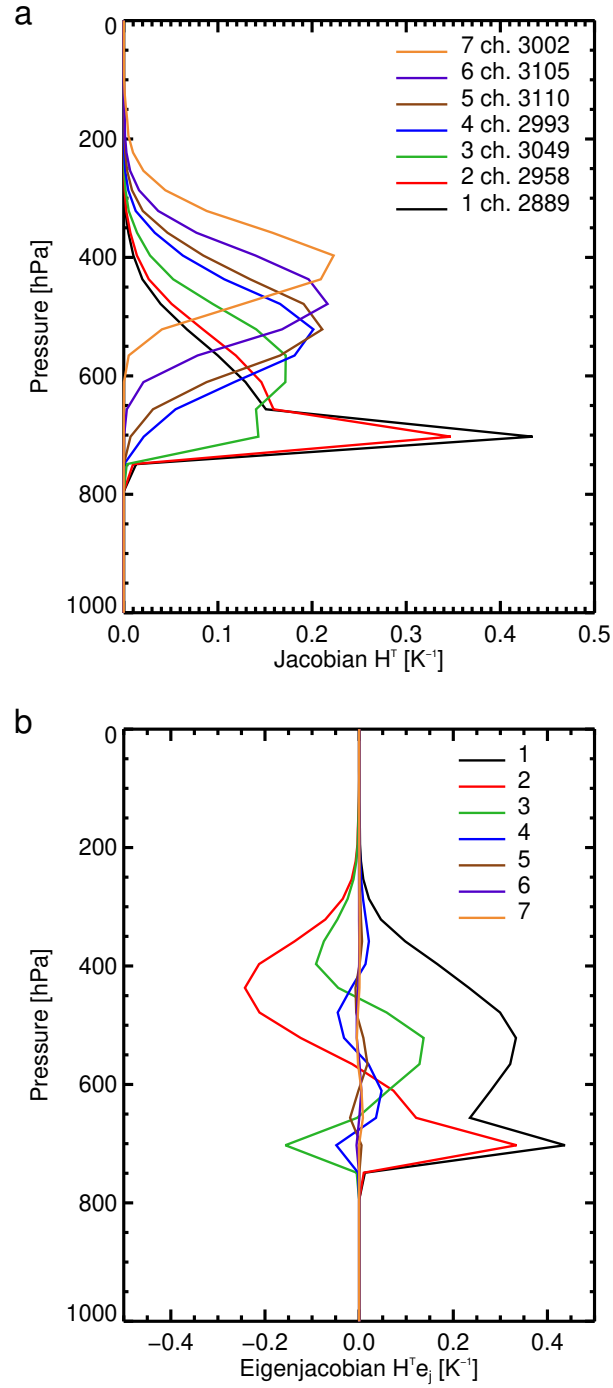 a
0
200
400
600
800
1000
Pressure [hPa]
7 ch. 3002
6 ch. 3105
5 ch. 3110
4 ch. 2993
3 ch. 3049
2 ch. 2958
1 ch. 2889
0.0 0.1 0.2 0.3 0.4 0.5
Jacobian Hᵀ [K⁻¹]
b
0
200
400
600
800
1000
Pressure [hPa]
1
2
3
4
5
6
7
−0.4 −0.2 0.0 0.2 0.4
Eigenjacobian Hᵀeⱼ [K⁻¹]